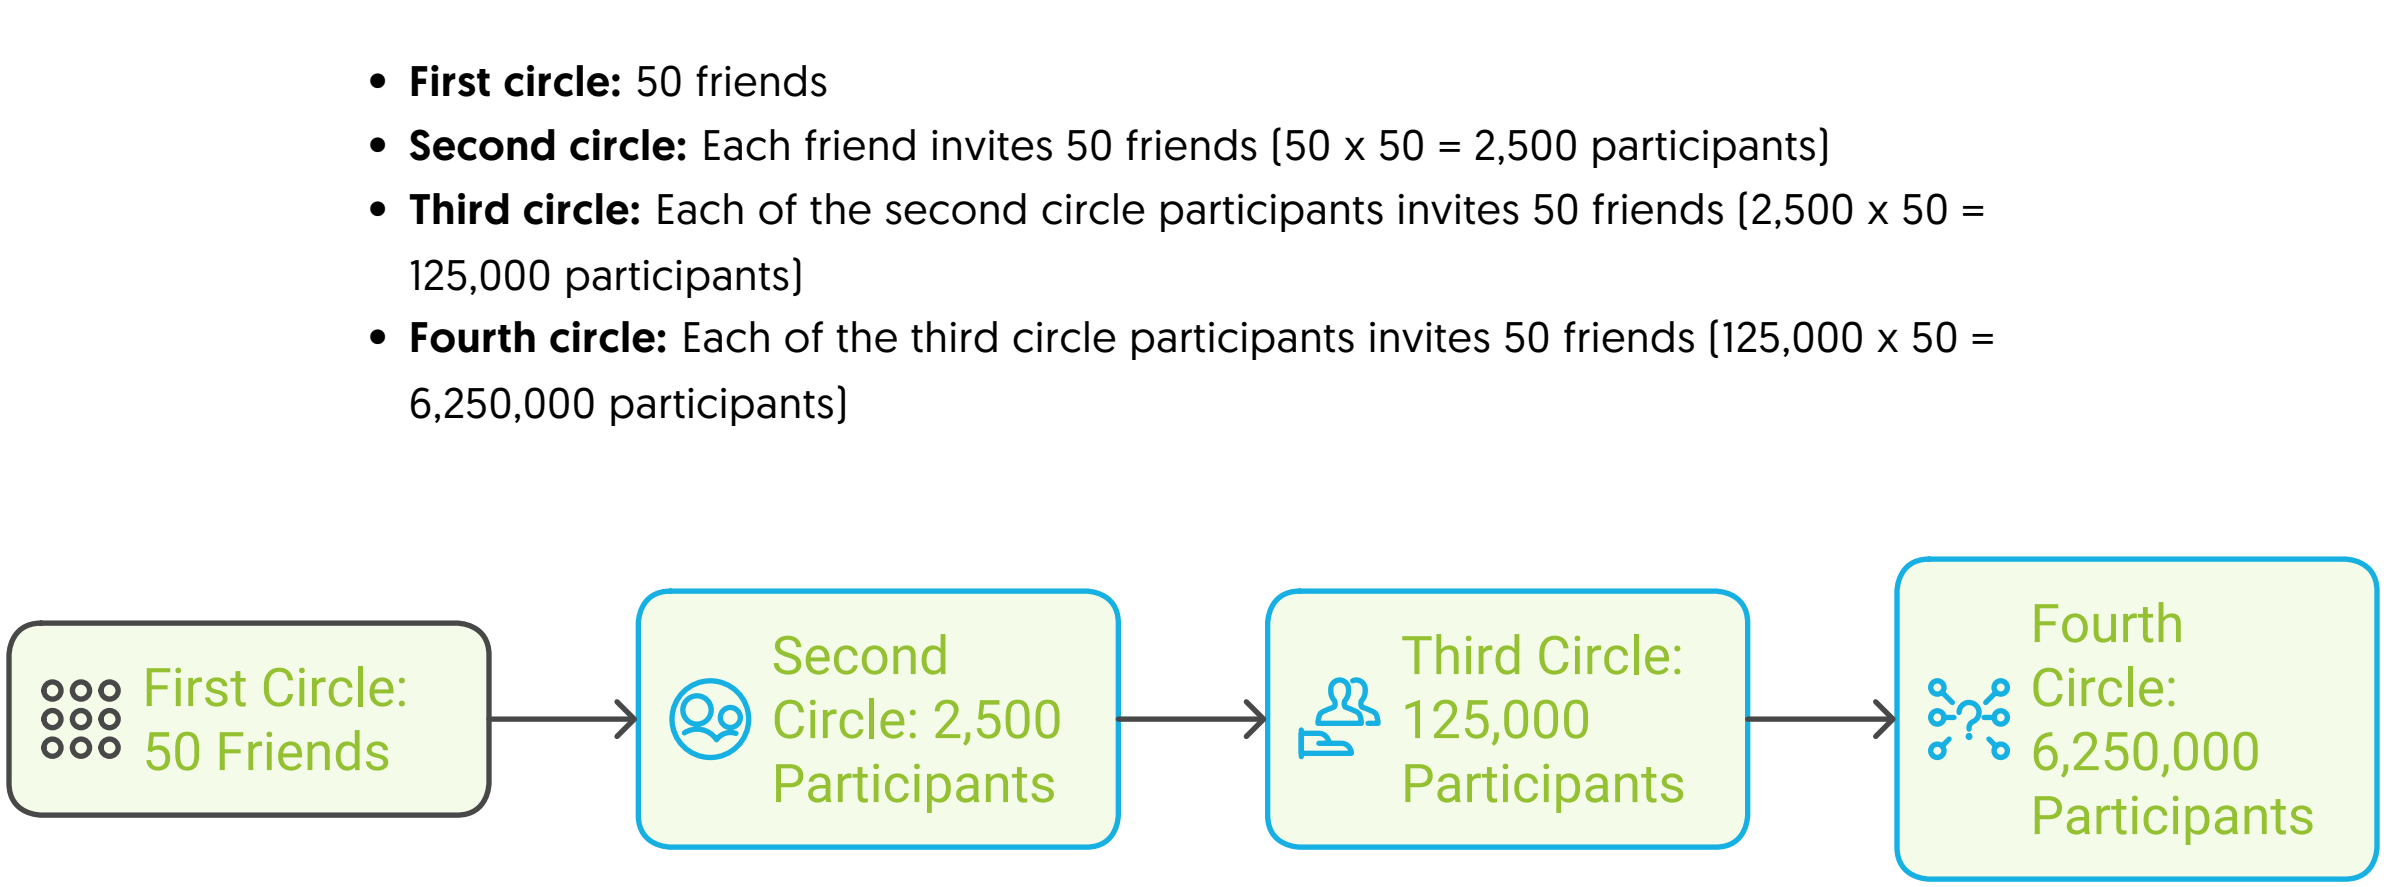 • First circle: 50 friends
• Second circle: Each friend invites 50 friends (50 x 50 = 2,500 participants)
• Third circle: Each of the second circle participants invites 50 friends (2,500 x 50 =
125,000 participants)
• Fourth circle: Each of the third circle participants invites 50 friends (125,000 x 50 =
6,250,000 participants)
First Circle:
50 Friends
Second
Circle: 2,500
Participants
Third Circle:
125,000
Participants
Fourth
Circle:
6,250,000
Participants